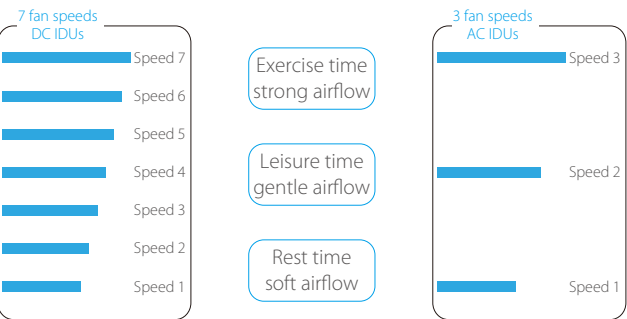 7 fan speeds
DC IDUs
Speed 7
Speed 6
Speed 5
Speed 4
Speed 3
Speed 2
Speed 1
Exercise time
strong airflow
Leisure time
gentle airflow
Rest time
soft airflow
3 fan speeds
AC IDUs
Speed 3
Speed 2
Speed 1